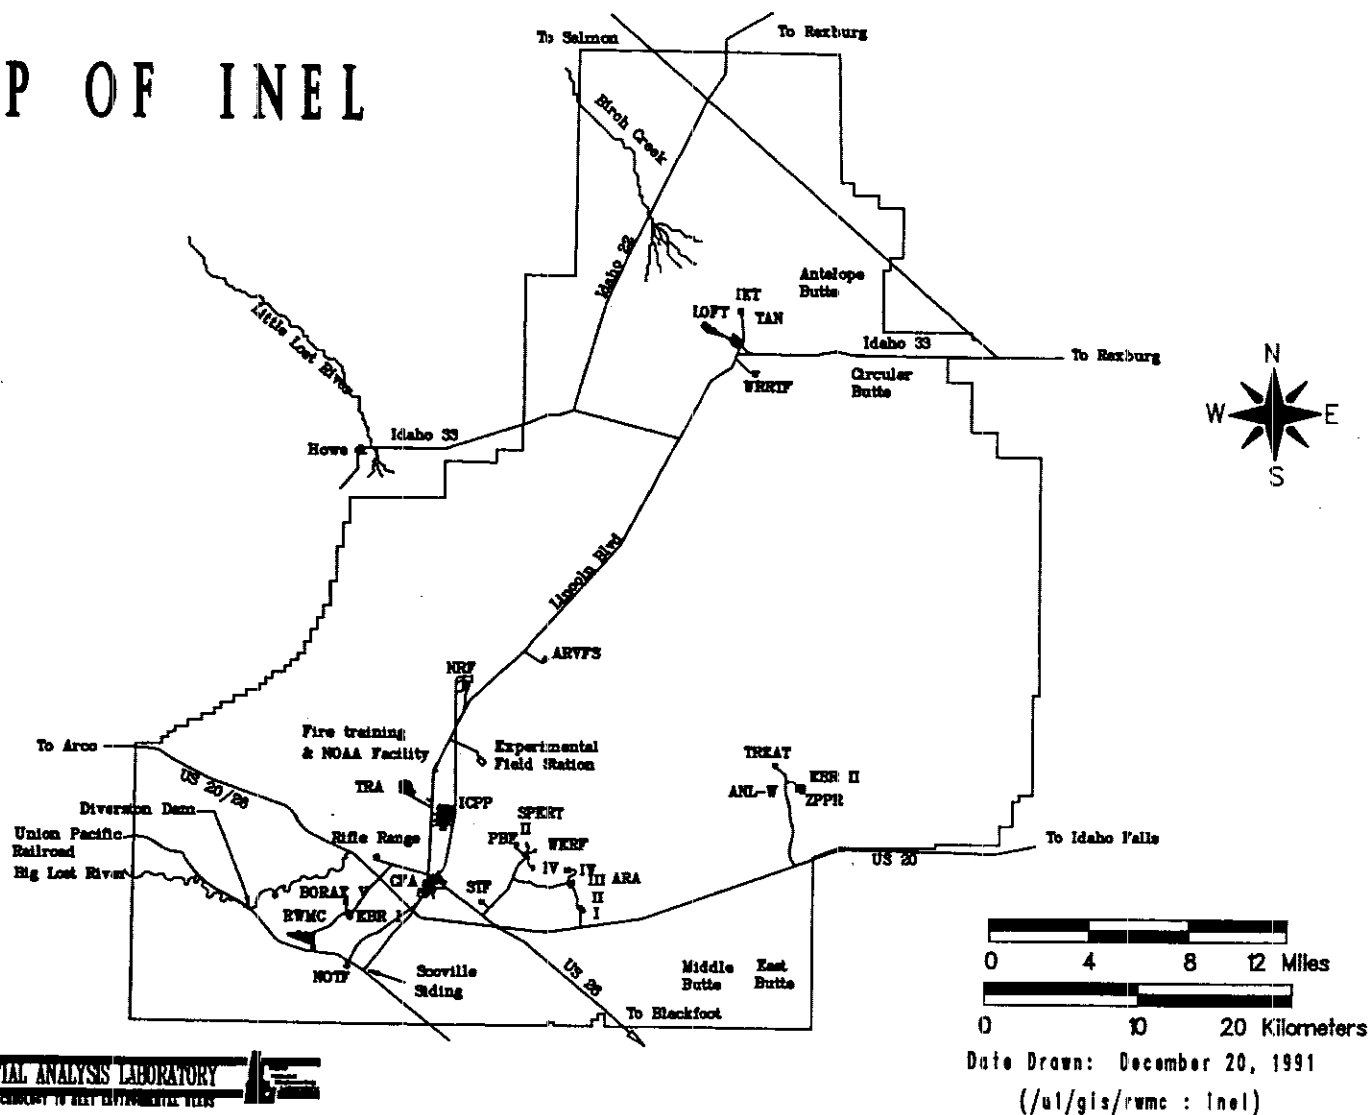 P OF INEL
To Salmon
To Rexburg
Birch Creek
Idaho 22
Little Lost River
Antelope
Butte
IET
LOFT
TAN
Idaho 33
To Rexburg
WRRTF
Circular
Butte
N
W
E
S
Howe
Idaho 33
Lincoln Blvd
ARVFS
NRF
Fire training
& NOAA Facility
Experimental
Field Station
To Arco
US 20/26
TRA
ICPP
TREAT
EBR II
ANL-W
ZPPR
Diversion Dam
Union Pacific
Railroad
Big Lost River
Rifle Range
SPERT
II
PBF
WERF
IV
IV
III
ARA
II
I
To Idaho Falls
US 20
BORAX V
CFA
STF
RWMC
EBR I
NOTF
Scoville
Siding
US 26
Middle
Butte
East
Butte
To Blackfoot
0 4 8 12 Miles
0 10 20 Kilometers
Date Drawn: December 20, 1991
(/u1/gis/rwmc : inel)
TIAL ANALYSIS LABORATORY